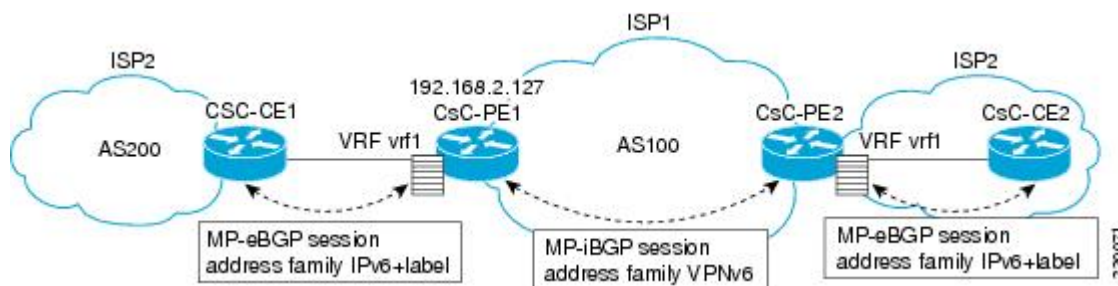 ISP1
ISP2
ISP2
192.168.2.127
CSC-CE1
CsC-PE1
CsC-PE2
CsC-CE2
AS200
VRF vrf1
AS100
VRF vrf1
MP-eBGP session
address family IPv6+label
MP-iBGP session
address family VPNv6
MP-eBGP session
address family IPv6+label